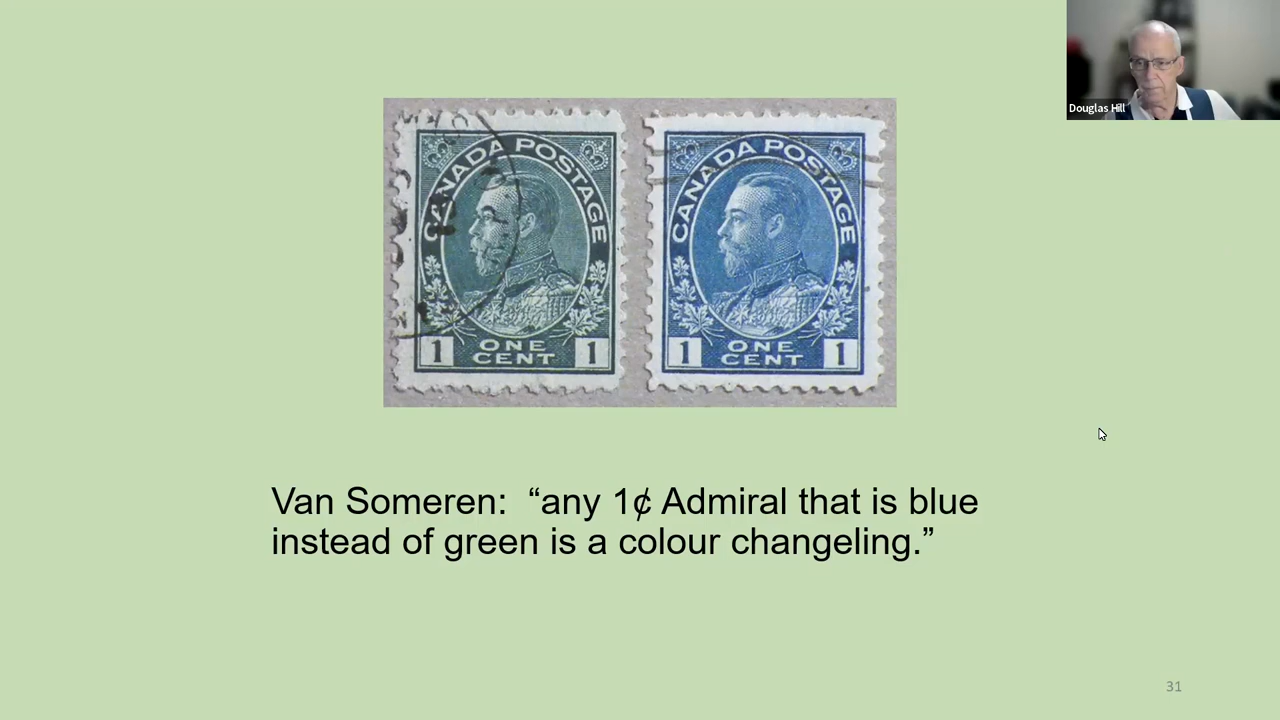 Douglas Hill
CANADA POSTAGE
1 ONE CENT 1
CANADA POSTAGE
1 ONE CENT 1
Van Someren:  “any 1¢ Admiral that is blue
instead of green is a colour changeling.”
31